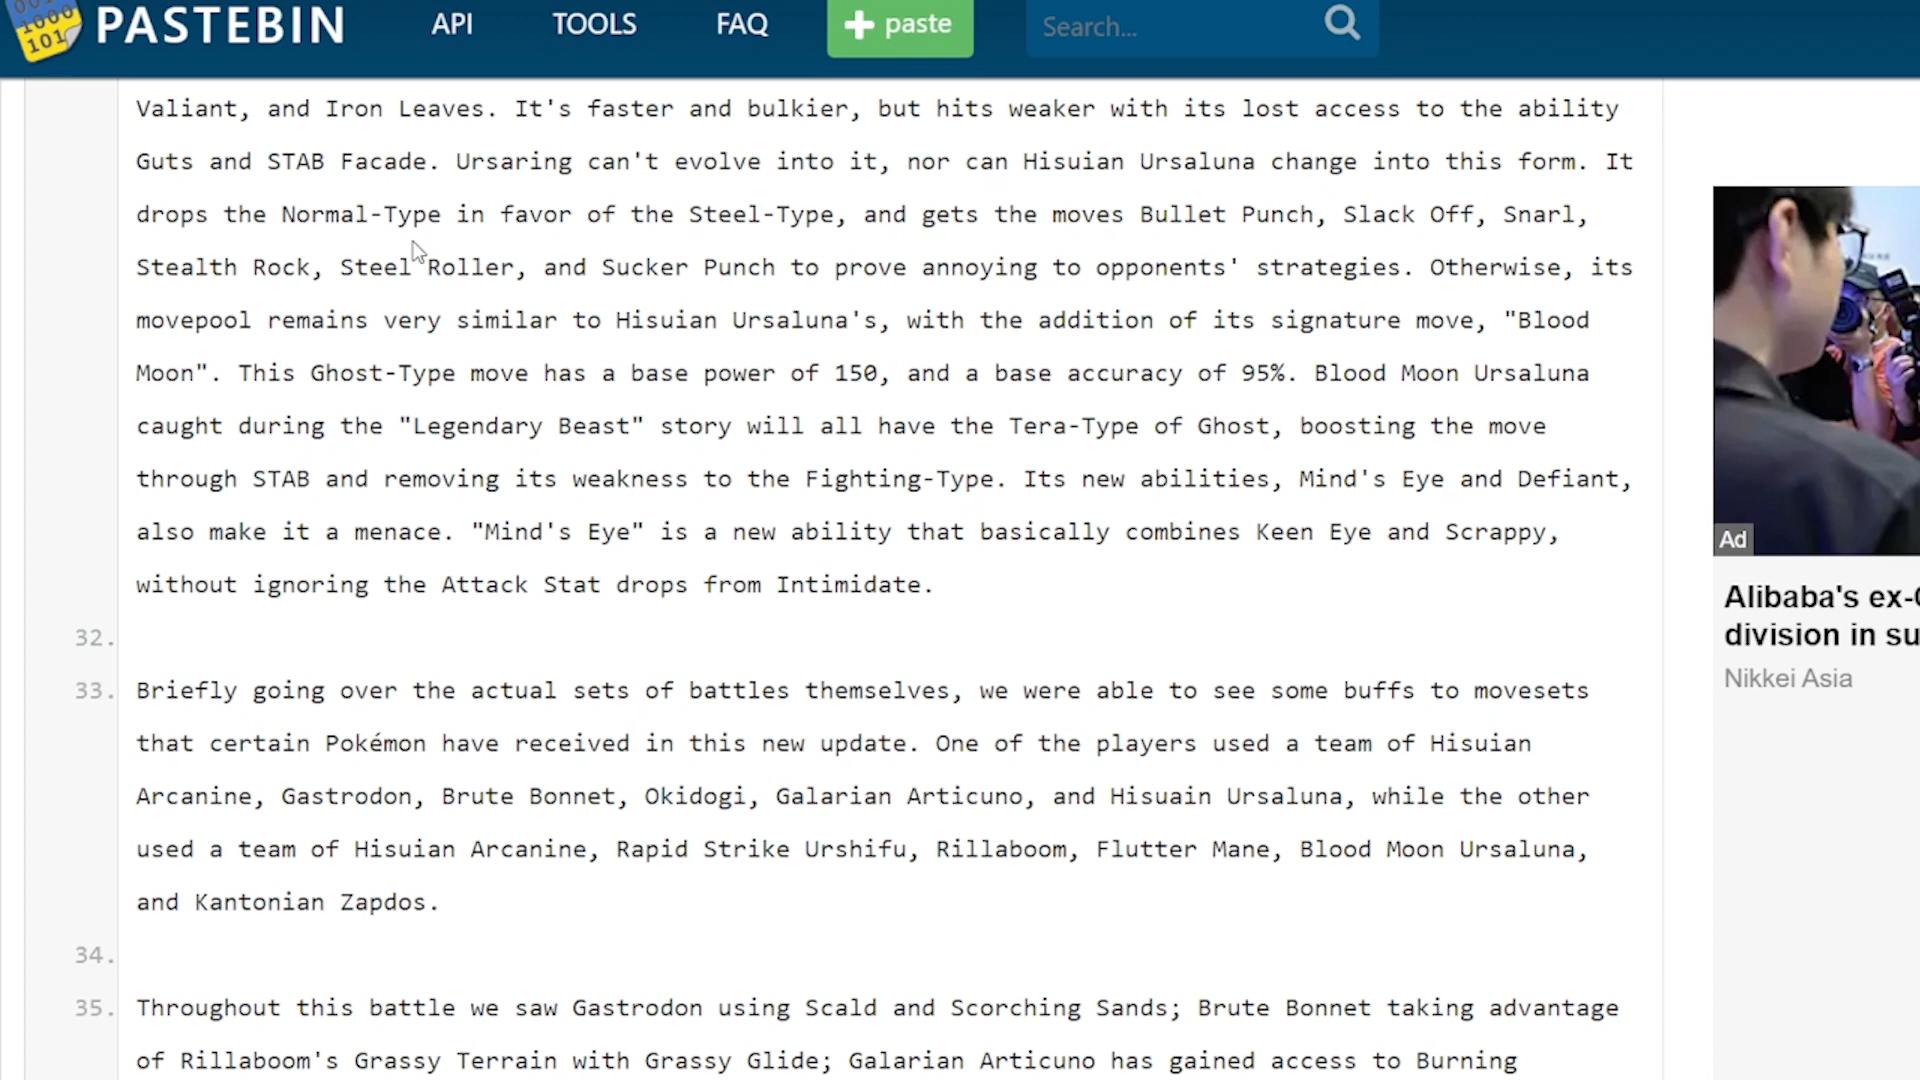 PASTEBIN API TOOLS FAQ + paste Search...
Valiant, and Iron Leaves. It's faster and bulkier, but hits weaker with its lost access to the ability
Guts and STAB Facade. Ursaring can't evolve into it, nor can Hisuian Ursaluna change into this form. It
drops the Normal-Type in favor of the Steel-Type, and gets the moves Bullet Punch, Slack Off, Snarl,
Stealth Rock, Steel Roller, and Sucker Punch to prove annoying to opponents' strategies. Otherwise, its
movepool remains very similar to Hisuian Ursaluna's, with the addition of its signature move, "Blood
Moon". This Ghost-Type move has a base power of 150, and a base accuracy of 95%. Blood Moon Ursaluna
caught during the "Legendary Beast" story will all have the Tera-Type of Ghost, boosting the move
through STAB and removing its weakness to the Fighting-Type. Its new abilities, Mind's Eye and Defiant,
also make it a menace. "Mind's Eye" is a new ability that basically combines Keen Eye and Scrappy,
without ignoring the Attack Stat drops from Intimidate.
32.
33. Briefly going over the actual sets of battles themselves, we were able to see some buffs to movesets
that certain Pokémon have received in this new update. One of the players used a team of Hisuian
Arcanine, Gastrodon, Brute Bonnet, Okidogi, Galarian Articuno, and Hisuain Ursaluna, while the other
used a team of Hisuian Arcanine, Rapid Strike Urshifu, Rillaboom, Flutter Mane, Blood Moon Ursaluna,
and Kantonian Zapdos.
34.
35. Throughout this battle we saw Gastrodon using Scald and Scorching Sands; Brute Bonnet taking advantage
of Rillaboom's Grassy Terrain with Grassy Glide; Galarian Articuno has gained access to Burning
Ad
Alibaba's ex-
division in su
Nikkei Asia